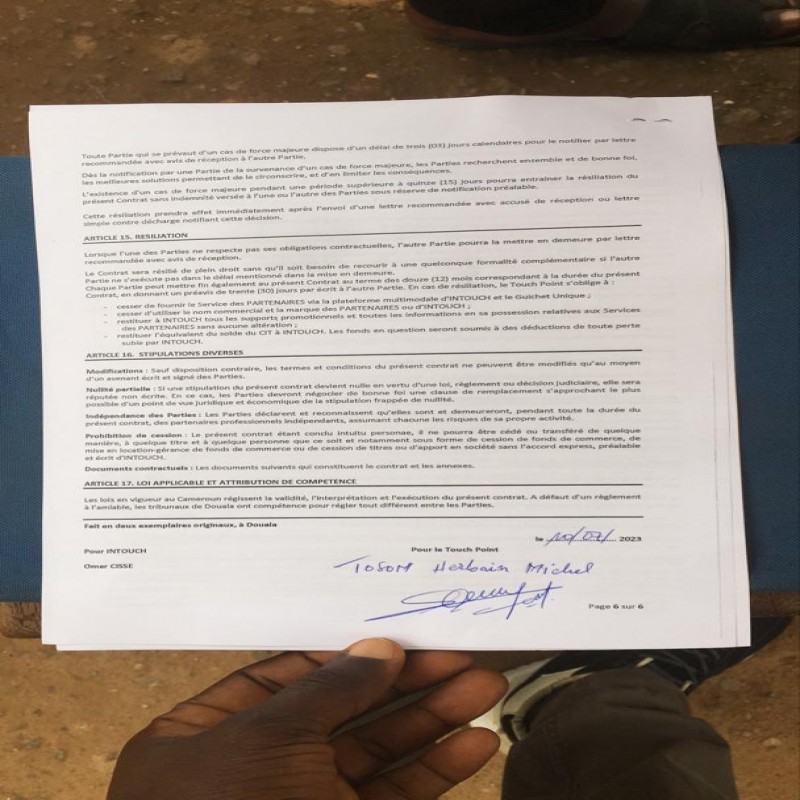 Toute Partie qui se prévaut d'un cas de force majeure dispose d'un délai de trois (03) jours calendaires pour le notifier par lettre
recommandée avec avis de réception à l'autre Partie.
Dès la notification par une Partie de la survenance d'un cas de force majeure, les Parties recherchent ensemble et de bonne foi,
les meilleures solutions permettant de le circonscrire, et d'en limiter les conséquences.
L'existence d'un cas de force majeure pendant une période supérieure à quinze (15) jours pourra entraîner la résiliation du
présent Contrat sans indemnité versée à l'une ou l'autre des Parties sous réserve de notification préalable.
Cette résiliation prendra effet immédiatement après l'envoi d'une lettre recommandée avec accusé de réception ou lettre
simple contre décharge notifiant cette décision.
ARTICLE 15. RESILIATION
Lorsque l'une des Parties ne respecte pas ses obligations contractuelles, l'autre Partie pourra la mettre en demeure par lettre
recommandée avec avis de réception.
Le Contrat sera résilié de plein droit sans qu'il soit besoin de recourir à une quelconque formalité complémentaire si l'autre
Partie ne s'exécute pas dans le délai mentionné dans la mise en demeure.
Chaque Partie peut mettre fin également au présent Contrat au terme des douze (12) mois correspondant à la durée du présent
Contrat, en donnant un préavis de trente (30) jours par écrit à l'autre Partie. En cas de résiliation, le Touch Point s'oblige à :
- cesser de fournir le Service des PARTENAIRES via la plateforme multimodale d'INTOUCH et le Guichet Unique ;
- cesser d'utiliser le nom commercial et la marque des PARTENAIRES ou d'INTOUCH ;
- restituer à INTOUCH tous les supports promotionnels et toutes les informations en sa possession relatives aux Services
des PARTENAIRES sans aucune altération ;
- restituer l'équivalent du solde du CIT à INTOUCH. Les fonds en question seront soumis à des déductions de toute perte
subie par INTOUCH.
ARTICLE 16. STIPULATIONS DIVERSES
Modifications : Sauf disposition contraire, les termes et conditions du présent contrat ne peuvent être modifiés qu'au moyen
d'un avenant écrit et signé des Parties.
Nullité partielle : Si une stipulation du présent contrat devient nulle en vertu d'une loi, règlement ou décision judiciaire, elle sera
réputée non écrite. En ce cas, les Parties devront négocier de bonne foi une clause de remplacement s'approchant le plus
possible d'un point de vue juridique et économique de la stipulation frappée de nullité.
Indépendance des Parties : Les Parties déclarent et reconnaissent qu'elles sont et demeureront, pendant toute la durée du
présent contrat, des partenaires professionnels indépendants, assumant chacune les risques de sa propre activité.
Prohibition de cession : Le présent contrat étant conclu intuitu personae, il ne pourra être cédé ou transféré de quelque
manière, à quelque titre et à quelque personne que ce soit et notamment sous forme de cession de fonds de commerce, de
mise en location-gérance de fonds de commerce ou de cession de titres ou d'apport en société sans l'accord express, préalable
et écrit d'INTOUCH.
Documents contractuels : Les documents suivants qui constituent le contrat et les annexes.
ARTICLE 17. LOI APPLICABLE ET ATTRIBUTION DE COMPETENCE
Les lois en vigueur au Cameroun régissent la validité, l'interprétation et l'exécution du présent contrat. A défaut d'un règlement
à l'amiable, les tribunaux de Douala ont compétence pour régler tout différent entre les Parties.
Fait en deux exemplaires originaux, à Douala
le 10/07/ 2023
Pour INTOUCH
Pour le Touch Point
Omer CISSE
TOSOM Herbain Michel
Page 6 sur 6